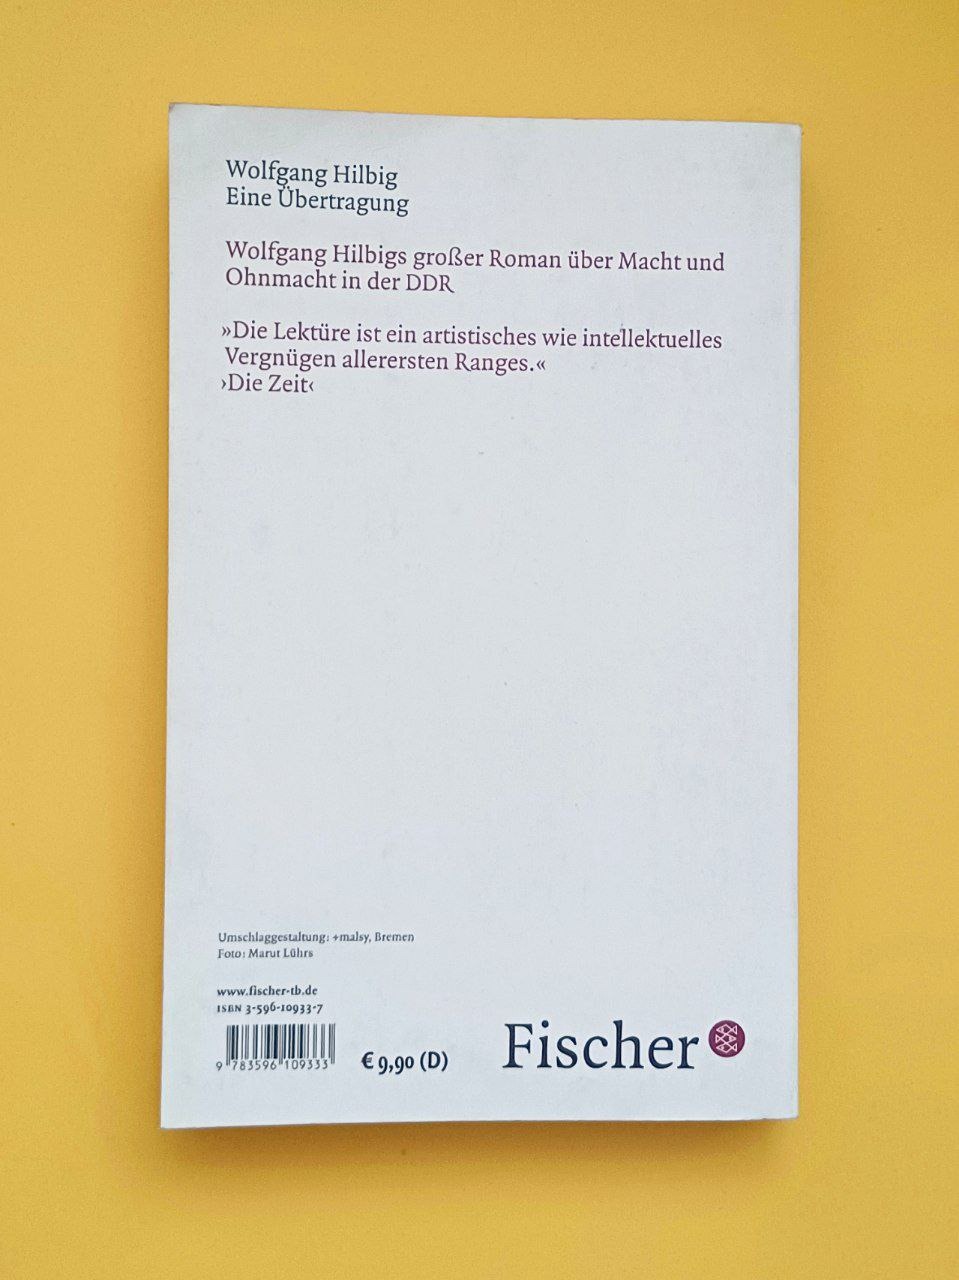 Wolfgang Hilbig
Eine Übertragung
Wolfgang Hilbigs großer Roman über Macht und
Ohnmacht in der DDR
»Die Lektüre ist ein artistisches wie intellektuelles
Vergnügen allerersten Ranges.«
›Die Zeit‹
Umschlaggestaltung: +malsy, Bremen
Foto: Marut Lührs
www.fischer-tb.de
ISBN 3-596-10933-7
9 783596 109333
€ 9,90 (D)
Fischer